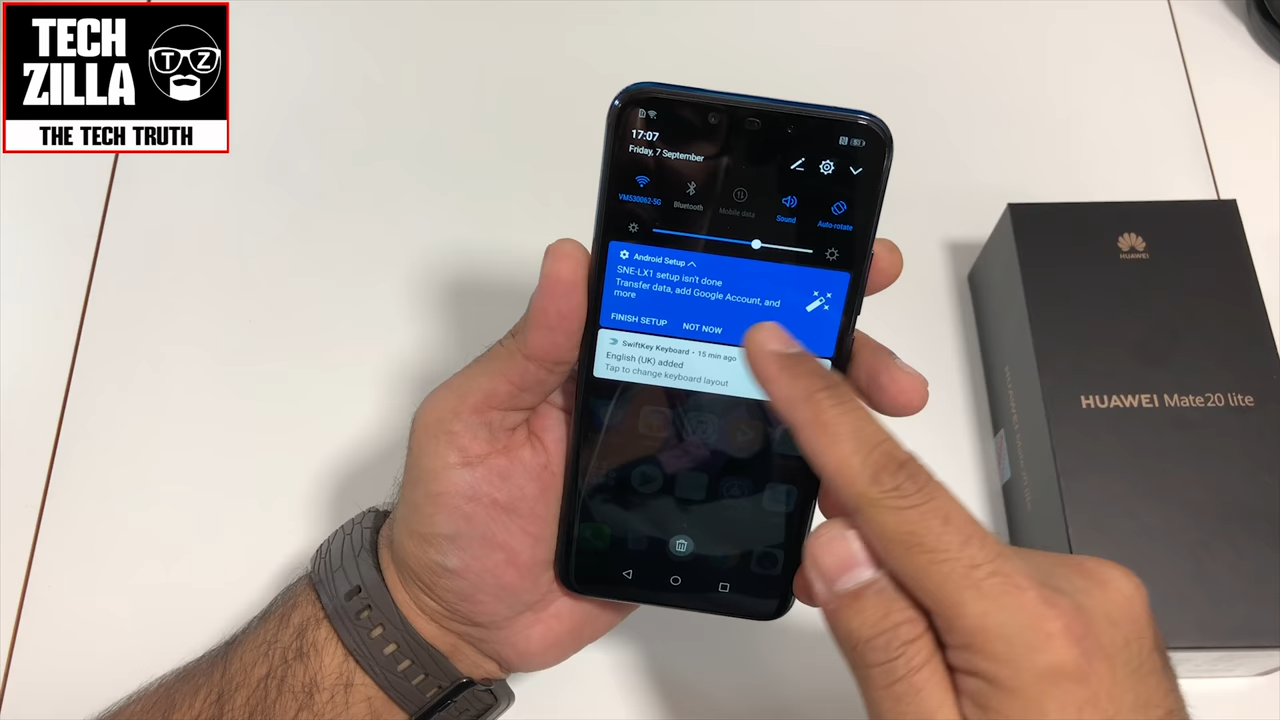 TECH
ZILLA
T Z
THE TECH TRUTH
17:07
Friday, 7 September
VM530062-5G
Bluetooth
Mobile data
Sound
Auto-rotate
Android Setup
SNE-LX1 setup isn't done
Transfer data, add Google Account, and
more
FINISH SETUP
NOT NOW
SwiftKey Keyboard • 15 min ago
English (UK) added
Tap to change keyboard layout
HUAWEI
HUAWEI Mate20 lite